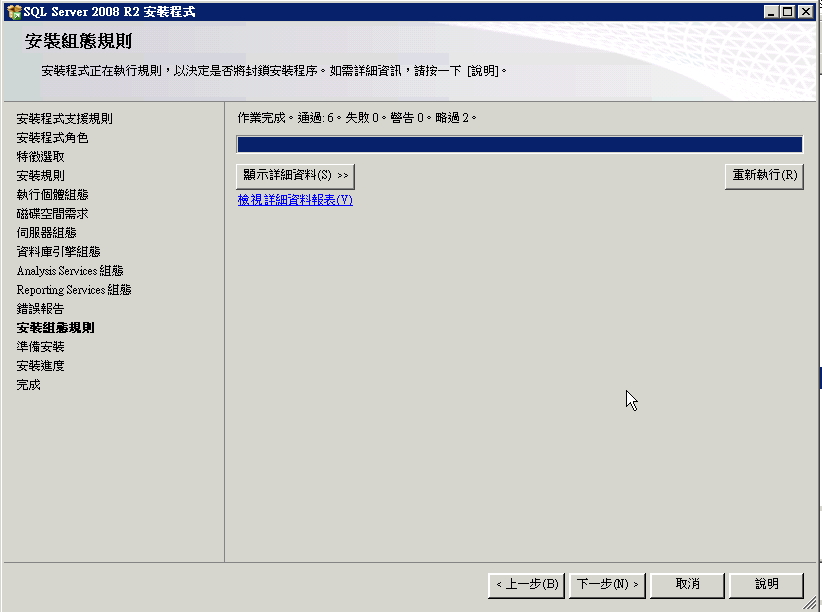 SQL Server 2008 R2 安裝程式
安裝組態規則
安裝程式正在執行規則，以決定是否將封鎖安裝程序。如需詳細資訊，請按一下 [說明]。
安裝程式支援規則
安裝程式角色
特徵選取
安裝規則
執行個體組態
磁碟空間需求
伺服器組態
資料庫引擎組態
Analysis Services 組態
Reporting Services 組態
錯誤報告
安裝組態規則
準備安裝
安裝進度
完成
作業完成。通過: 6。失敗 0。警告 0。略過 2。
顯示詳細資料(S) >>
重新執行(R)
檢視詳細資料報表(V)
< 上一步(B)
下一步(N) >
取消
說明